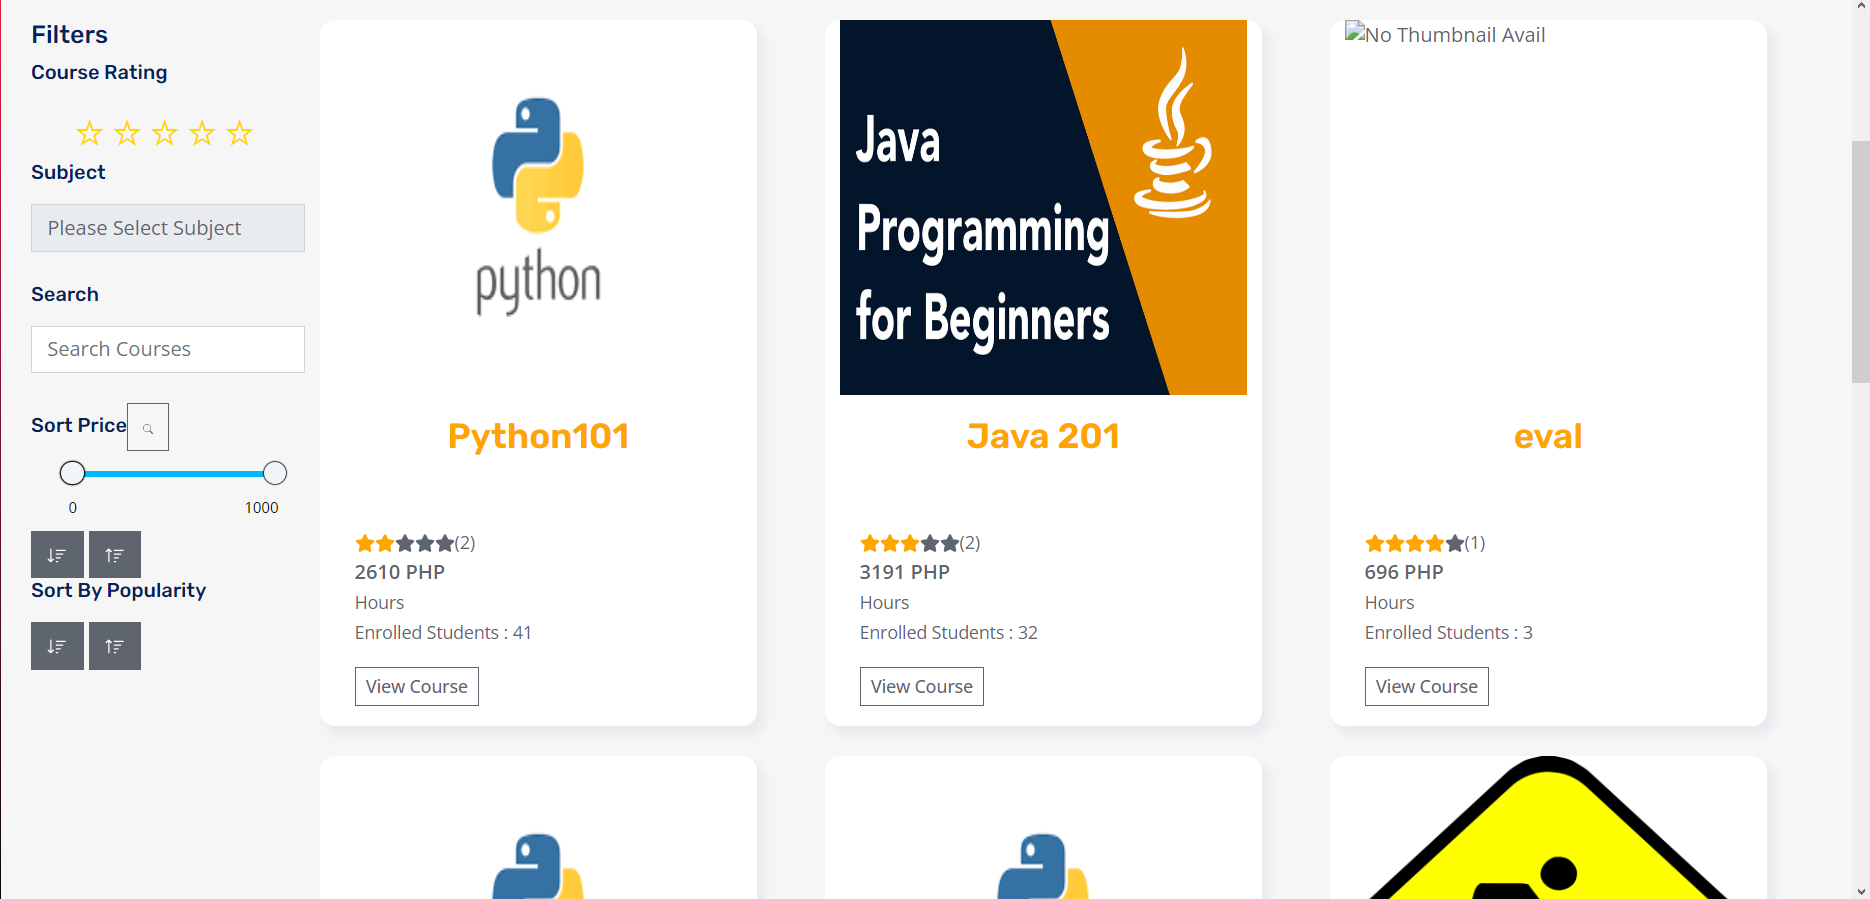 Filters
Course Rating
Subject
Please Select Subject
Search
Search Courses
Sort Price
0
1000
Sort By Popularity
python
Python101
(2)
2610 PHP
Hours
Enrolled Students : 41
View Course
Java
Programming
for Beginners
Java 201
(2)
3191 PHP
Hours
Enrolled Students : 32
View Course
No Thumbnail Avail
eval
(1)
696 PHP
Hours
Enrolled Students : 3
View Course